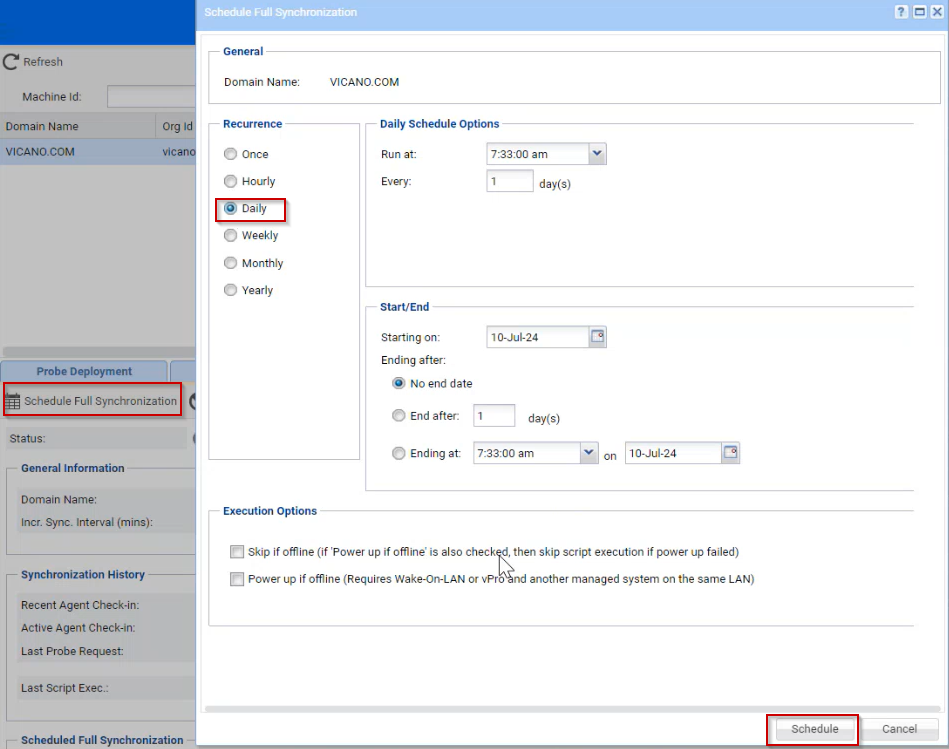 Schedule Full Synchronization
Refresh
Machine Id:
Domain Name Org Id
VICANO.COM vicano
Probe Deployment
Schedule Full Synchronization
Status:
General Information
Domain Name:
Incr. Sync. Interval (mins):
Synchronization History
Recent Agent Check-in:
Active Agent Check-in:
Last Probe Request:
Last Script Exec.:
Scheduled Full Synchronization
General
Domain Name: VICANO.COM
Recurrence
Once
Hourly
Daily
Weekly
Monthly
Yearly
Daily Schedule Options
Run at: 7:33:00 am
Every: 1 day(s)
Start/End
Starting on: 10-Jul-24
Ending after:
No end date
End after: 1 day(s)
Ending at: 7:33:00 am on 10-Jul-24
Execution Options
Skip if offline (if 'Power up if offline' is also checked, then skip script execution if power up failed)
Power up if offline (Requires Wake-On-LAN or vPro and another managed system on the same LAN)
Schedule Cancel